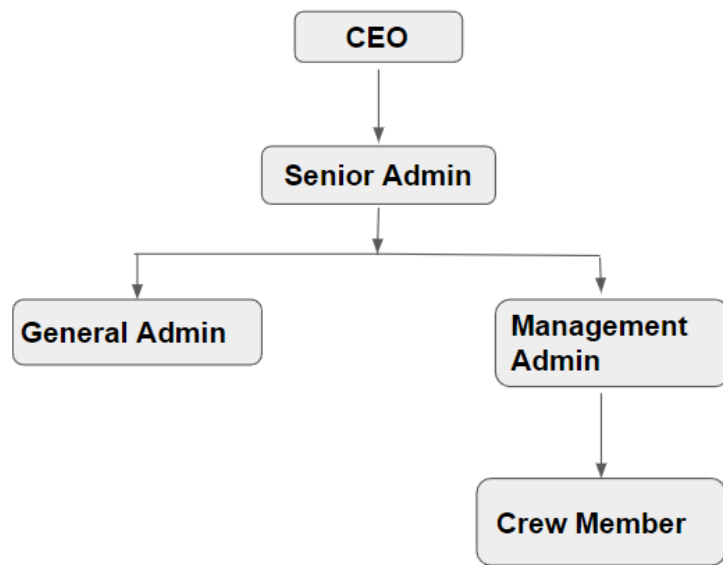 CEO
Senior Admin
General Admin
Management
Admin
Crew Member